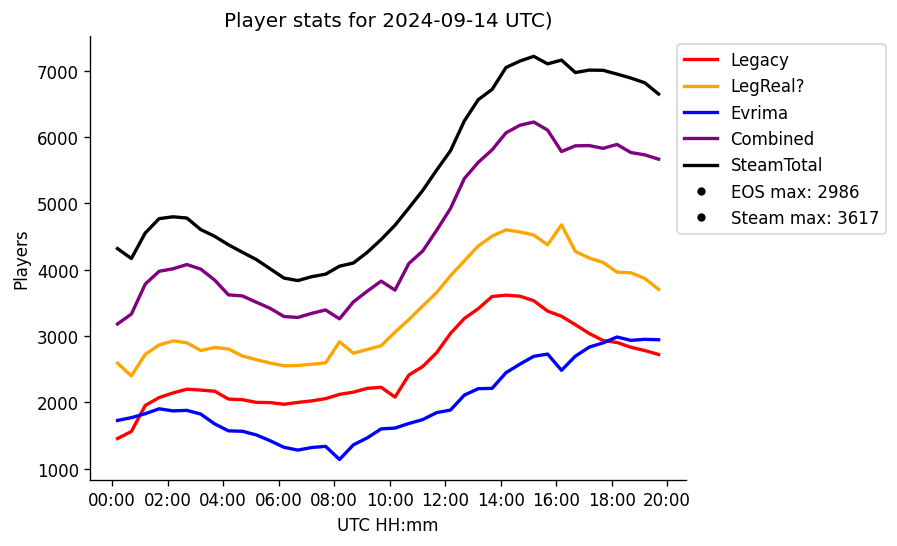 Player stats for 2024-09-14 UTC)
Legacy
LegReal?
Evrima
Combined
SteamTotal
EOS max: 2986
Steam max: 3617
Players
7000
6000
5000
4000
3000
2000
1000
00:00 02:00 04:00 06:00 08:00 10:00 12:00 14:00 16:00 18:00 20:00
UTC HH:mm